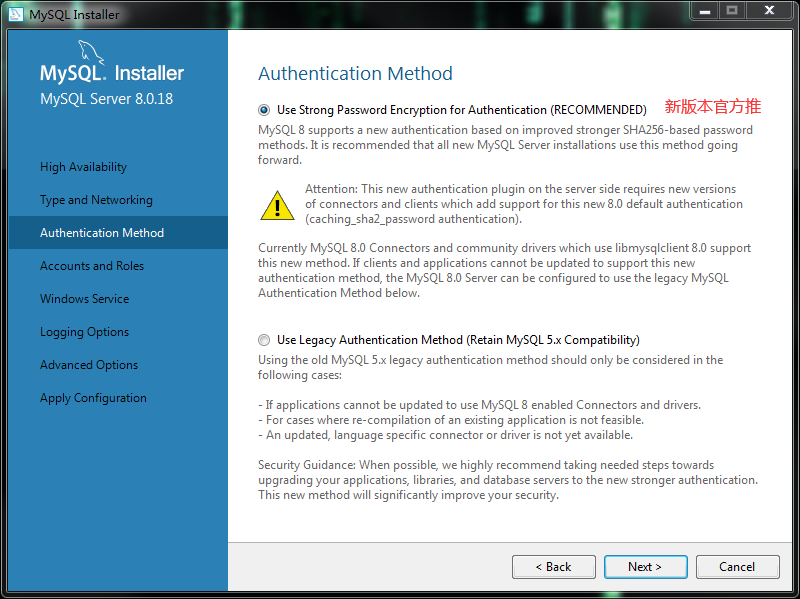 MySQL Installer
MySQL. Installer
MySQL Server 8.0.18
High Availability
Type and Networking
Authentication Method
Accounts and Roles
Windows Service
Logging Options
Advanced Options
Apply Configuration
Authentication Method
Use Strong Password Encryption for Authentication (RECOMMENDED) 新版本官方推
MySQL 8 supports a new authentication based on improved stronger SHA256-based password
methods. It is recommended that all new MySQL Server installations use this method going
forward.
Attention: This new authentication plugin on the server side requires new versions
of connectors and clients which add support for this new 8.0 default authentication
(caching_sha2_password authentication).
Currently MySQL 8.0 Connectors and community drivers which use libmysqlclient 8.0 support
this new method. If clients and applications cannot be updated to support this new
authentication method, the MySQL 8.0 Server can be configured to use the legacy MySQL
Authentication Method below.
Use Legacy Authentication Method (Retain MySQL 5.x Compatibility)
Using the old MySQL 5.x legacy authentication method should only be considered in the
following cases:
- If applications cannot be updated to use MySQL 8 enabled Connectors and drivers.
- For cases where re-compilation of an existing application is not feasible.
- An updated, language specific connector or driver is not yet available.
Security Guidance: When possible, we highly recommend taking needed steps towards
upgrading your applications, libraries, and database servers to the new stronger authentication.
This new method will significantly improve your security.
< Back
Next >
Cancel